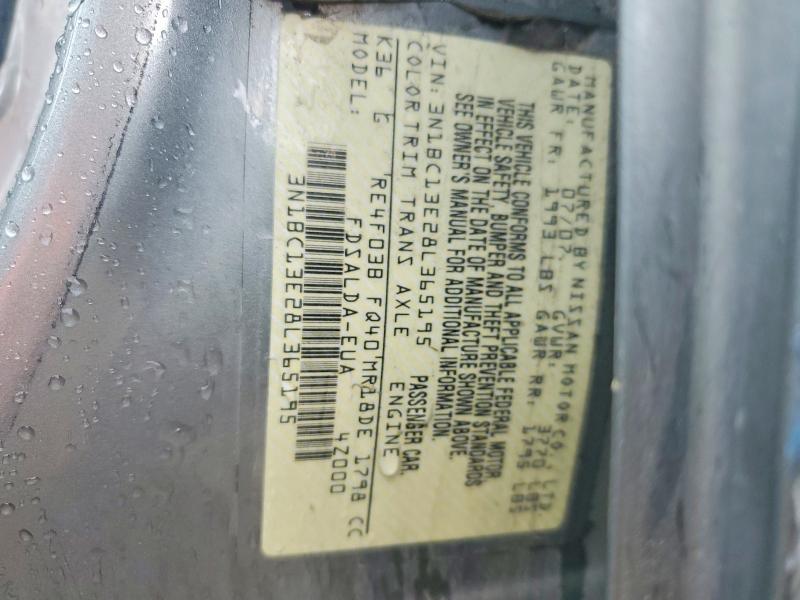 MANUFACTURED BY NISSAN MOTOR CO., LTD.
DATE: 07/07 GVWR: 3770 LBS
GAWR FR: 1993 LBS GAWR RR: 1795 LBS
THIS VEHICLE CONFORMS TO ALL APPLICABLE FEDERAL MOTOR
VEHICLE SAFETY, BUMPER AND THEFT PREVENTION STANDARDS
IN EFFECT ON THE DATE OF MANUFACTURE SHOWN ABOVE.
SEE OWNER'S MANUAL FOR ADDITIONAL INFORMATION.
VIN: 3N1BC13E28L365195 PASSENGER CAR
COLOR TRIM TRANS AXLE ENGINE
K36 G RE4F03B FQ40 MR18DE 1798 CC
MODEL: FDSALDA-EUA 4Z000
3N1BC13E28L365195